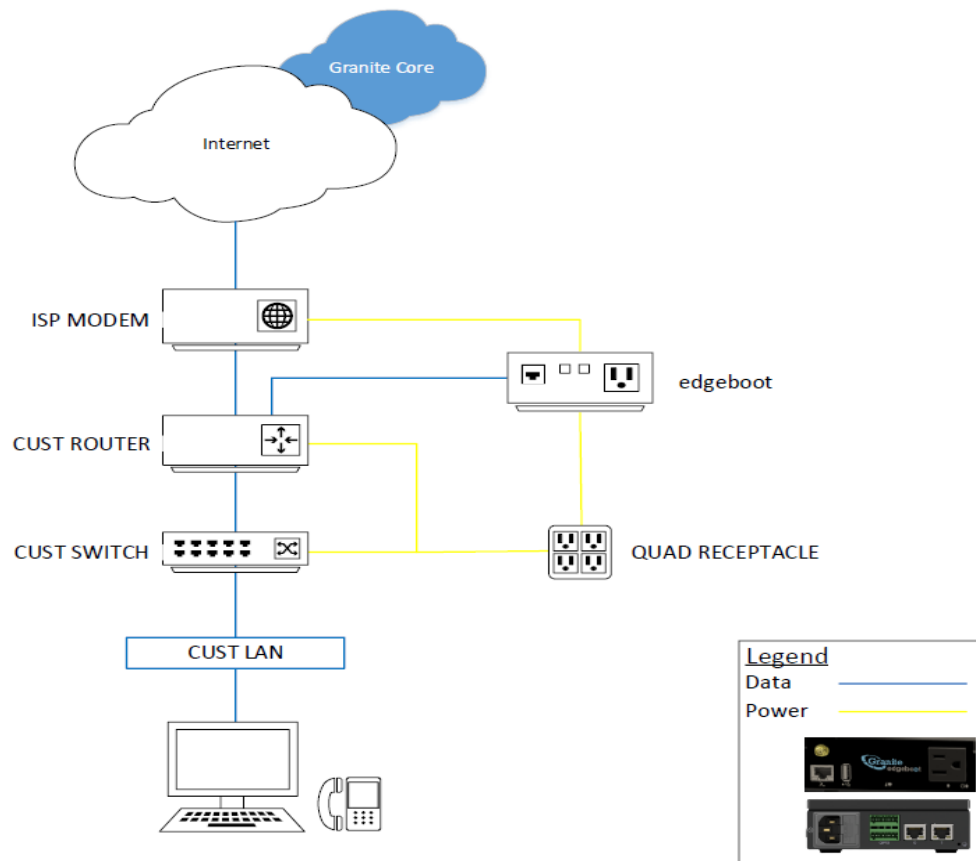 Granite Core
Internet
ISP MODEM
edgeboot
CUST ROUTER
CUST SWITCH
QUAD RECEPTACLE
CUST LAN
Legend
Data
Power
Granite
edgeboot